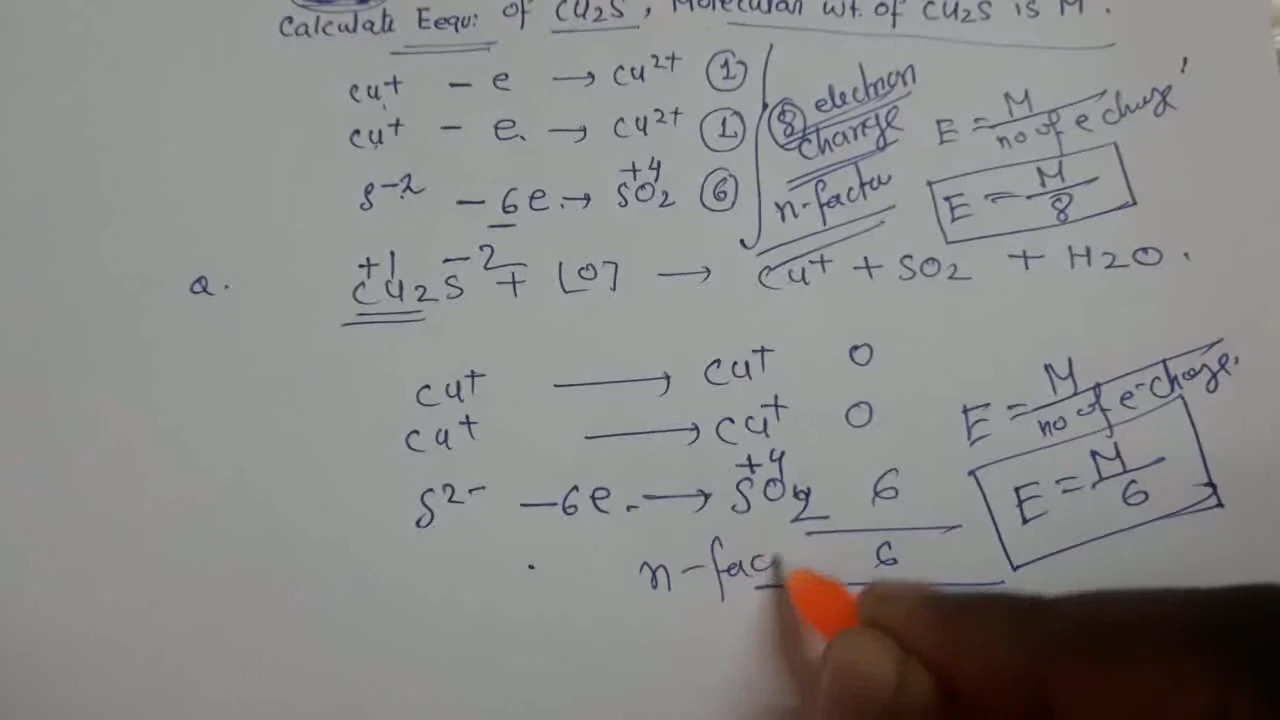 Calculate Eequ: of Cu2S, Molecular wt. of Cu2S is M.
Cu+ - e → Cu2+ ① 
Cu+ - e. → Cu2+ ①
S-2 - 6e. → SO2 ⑥
+4
⑧ electron
charge
n-facto
E = M / no of e charge
E = M / 8
Q. Cu2S + [O] → Cu+ + SO2 + H2O.
+1 -2
Cu+ → Cu+ 0
Cu+ → Cu+ 0
S2- - 6e. → SO2 6
+4
E = M / no of e- charge.
E = M / 6
n-fac 6